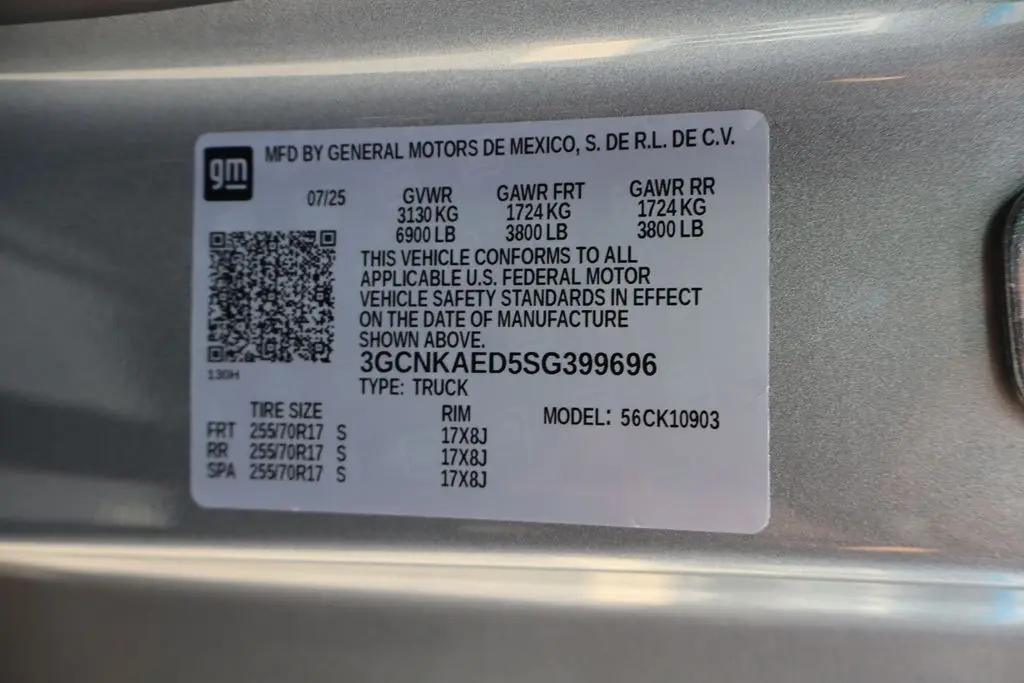 gm MFD BY GENERAL MOTORS DE MEXICO, S. DE R.L. DE C.V.
07/25 GVWR GAWR FRT GAWR RR
3130 KG 1724 KG 1724 KG
6900 LB 3800 LB 3800 LB
THIS VEHICLE CONFORMS TO ALL
APPLICABLE U.S. FEDERAL MOTOR
VEHICLE SAFETY STANDARDS IN EFFECT
ON THE DATE OF MANUFACTURE
SHOWN ABOVE.
3GCNKAED5SG399696
130H
TYPE: TRUCK
TIRE SIZE RIM MODEL: 56CK10903
FRT 255/70R17 S 17X8J
RR 255/70R17 S 17X8J
SPA 255/70R17 S 17X8J